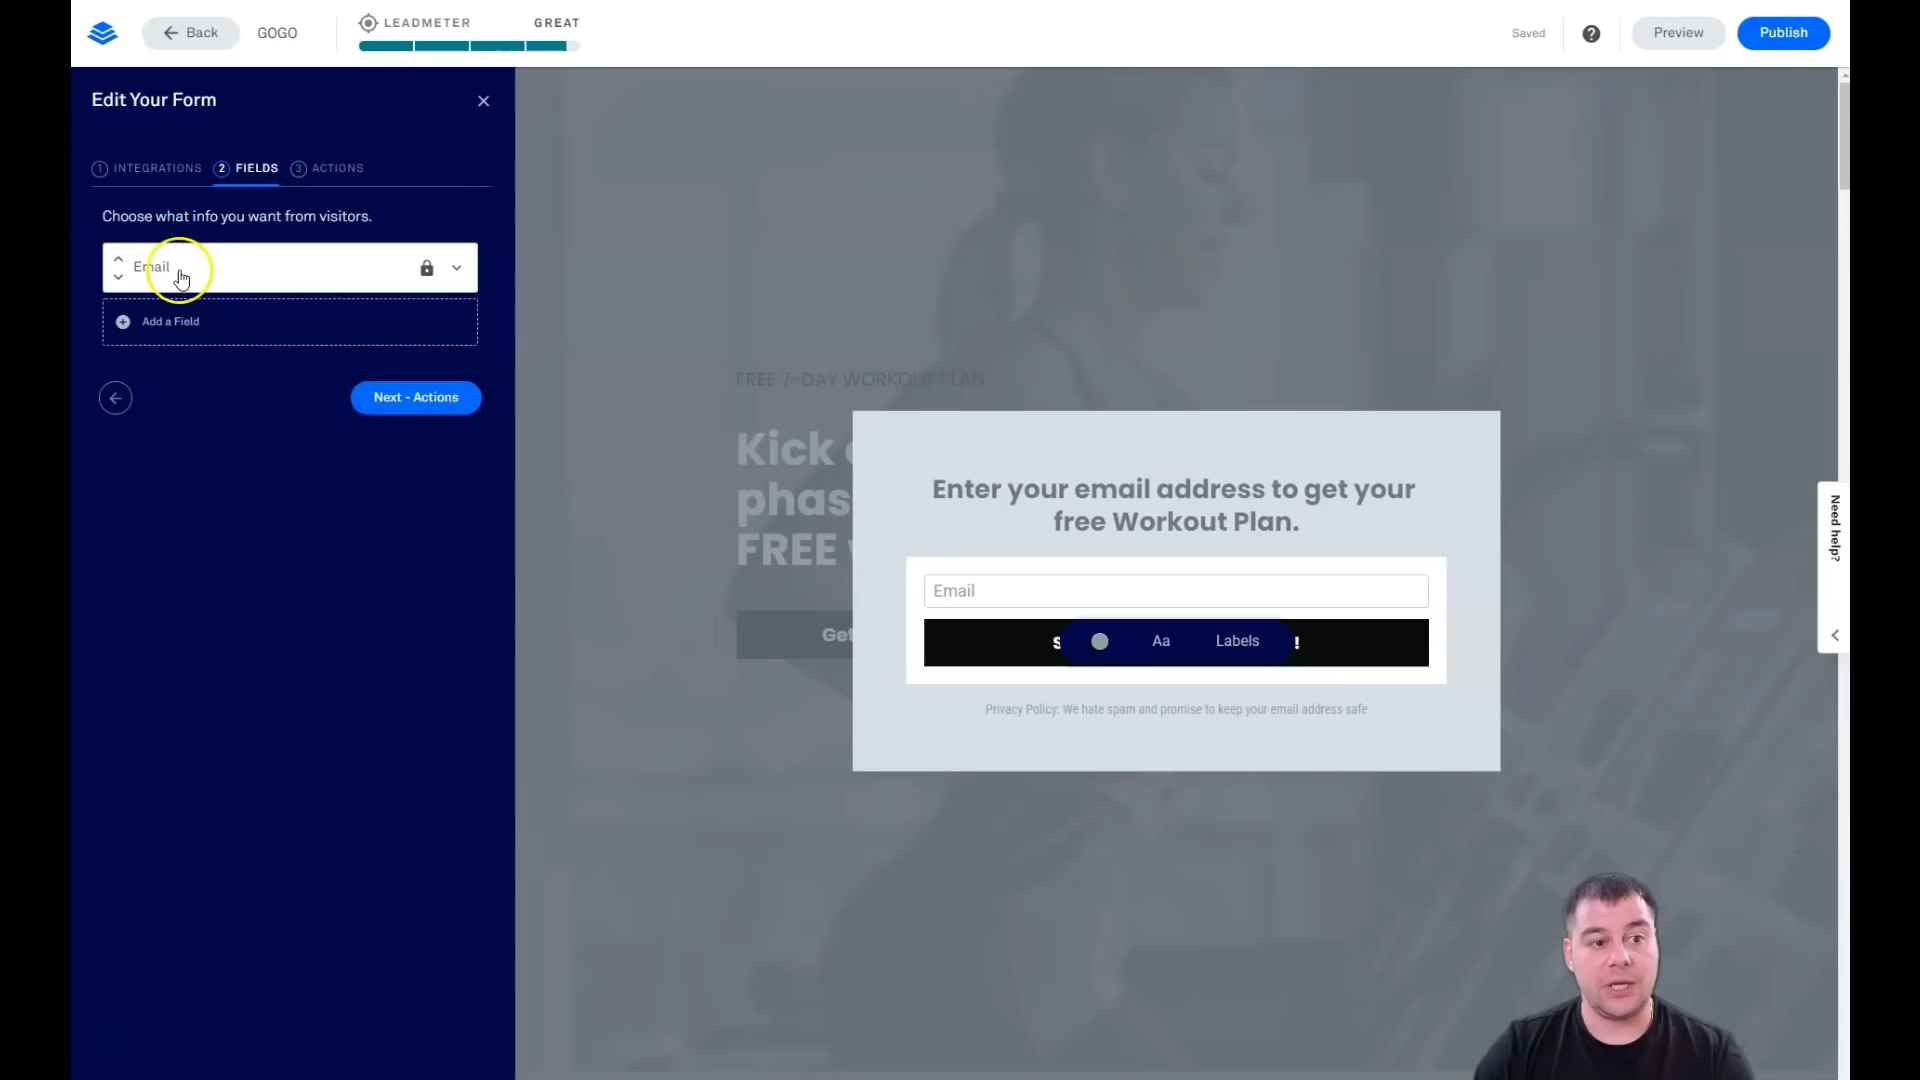 Back
GOGO
LEADMETER
GREAT
Saved
?
Preview
Publish
Edit Your Form
1 INTEGRATIONS
2 FIELDS
3 ACTIONS
Choose what info you want from visitors.
Email
Add a Field
Next - Actions
FREE 7-DAY WORKOUT PLAN
Kick
phas
FREE
Get
Enter your email address to get your
free Workout Plan.
Email
S
Aa
Labels
!
Privacy Policy: We hate spam and promise to keep your email address safe
Need help?